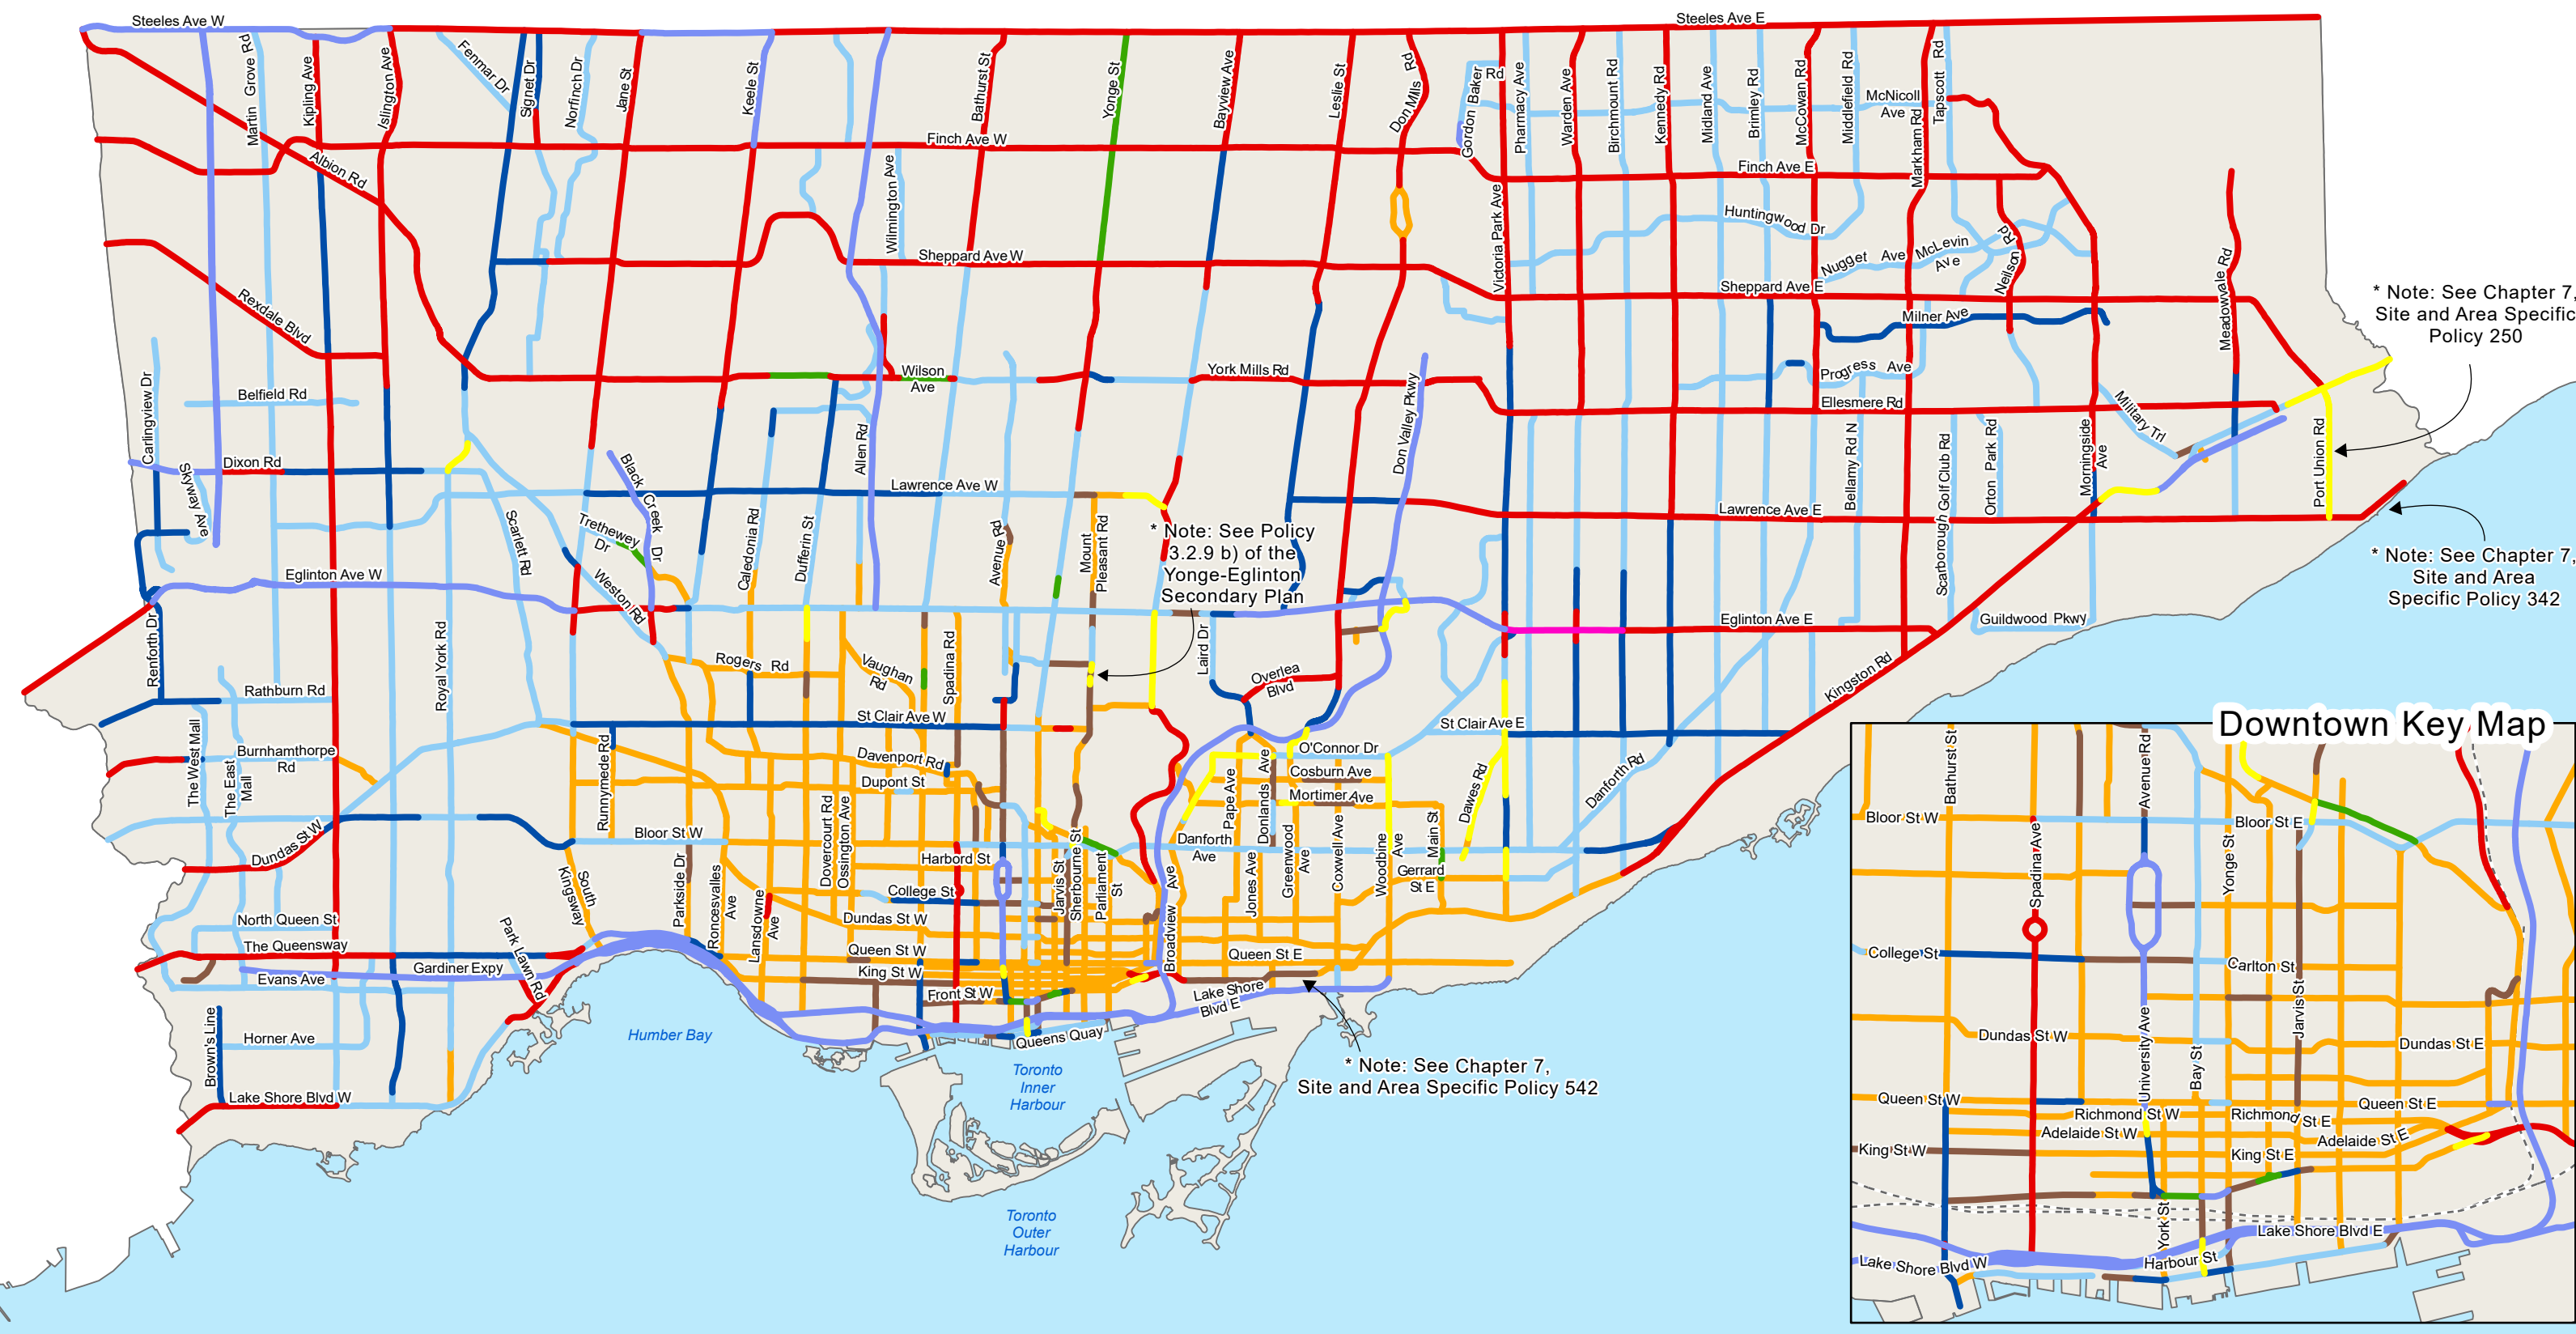 Steeles Ave W
Steeles Ave E
Martin Grove Rd
Kipling Ave
Islington Ave
Fenmar Dr
Signet Dr
Norfinch Dr
Jane St
Keele St
Bathurst St
Yonge St
Bayview Ave
Leslie St
Don Mills Rd
Gordon Baker
Rd
Pharmacy Ave
Warden Ave
Birchmount Rd
Kennedy Rd
Midland Ave
Brimley Rd
McCowan Rd
Middlefield Rd
McNicoll
Ave
Markham Rd
Tapscott Rd
Finch Ave W
Finch Ave E
Albion Rd
Wilmington Ave
Victoria Park Ave
Huntingwood Dr
Nugget Ave
McLevin
Ave
Neilson Rd
Sheppard Ave W
Sheppard Ave E
Meadowvale Rd
Rexdale Blvd
Milner Ave
* Note: See Chapter 7,
Site and Area Specific
Policy 250
Carlingview Dr
Belfield Rd
Wilson
Ave
York Mills Rd
Progress Ave
Ellesmere Rd
Military Trl
Don Valley Pkwy
Allen Rd
Dixon Rd
Skyway Ave
Black Creek Dr
Lawrence Ave W
Lawrence Ave E
Bellamy Rd N
Scarborough Golf Club Rd
Orton Park Rd
Morningside
Ave
Port Union Rd
Scarlett Rd
Trethewey
Dr
Caledonia Rd
Dufferin St
Avenue Rd
Mount
Pleasant Rd
* Note: See Policy
3.2.9 b) of the
Yonge-Eglinton
Secondary Plan
* Note: See Chapter 7,
Site and Area
Specific Policy 342
Eglinton Ave W
Weston Rd
Eglinton Ave E
Guildwood Pkwy
Renforth Dr
Royal York Rd
Rogers Rd
Vaughan
Rd
Spadina Rd
Laird Dr
Overlea
Blvd
Kingston Rd
Rathburn Rd
The West Mall
The East
Mall
Burnhamthorpe
Rd
Runnymede Rd
St Clair Ave W
St Clair Ave E
Davenport Rd
Dupont St
O'Connor Dr
Cosburn Ave
Mortimer Ave
Pape Ave
Donlands Ave
Dawes Rd
Danforth Rd
Dundas St W
Bloor St W
Dovercourt Rd
Ossington Ave
Harbord St
College St
Danforth
Ave
Jones Ave
Greenwood
Ave
Coxwell Ave
Woodbine
Ave
Main St
Gerrard
St E
South
Kingsway
Parkside Dr
Roncesvalles
Ave
Lansdowne
Ave
Jarvis St
Sherbourne St
Parliament
St
Broadview Ave
North Queen St
The Queensway
Park Lawn Rd
Dundas St W
Queen St W
King St W
Front St W
Queen St E
Evans Ave
Gardiner Expy
Lake Shore
Blvd E
Queens Quay
Brown's Line
Horner Ave
Lake Shore Blvd W
Humber Bay
Toronto
Inner
Harbour
Toronto
Outer
Harbour
* Note: See Chapter 7,
Site and Area Specific Policy 542
Downtown Key Map
Bathurst St
Avenue Rd
Bloor St W
Bloor St E
Spadina Ave
Yonge St
College St
Carlton St
Jarvis St
Dundas St W
Dundas St E
University Ave
Bay St
Queen St W
Queen St E
Richmond St W
Richmond St E
Adelaide St W
Adelaide St E
King St W
King St E
York St
Lake Shore Blvd E
Lake Shore Blvd W
Harbour St